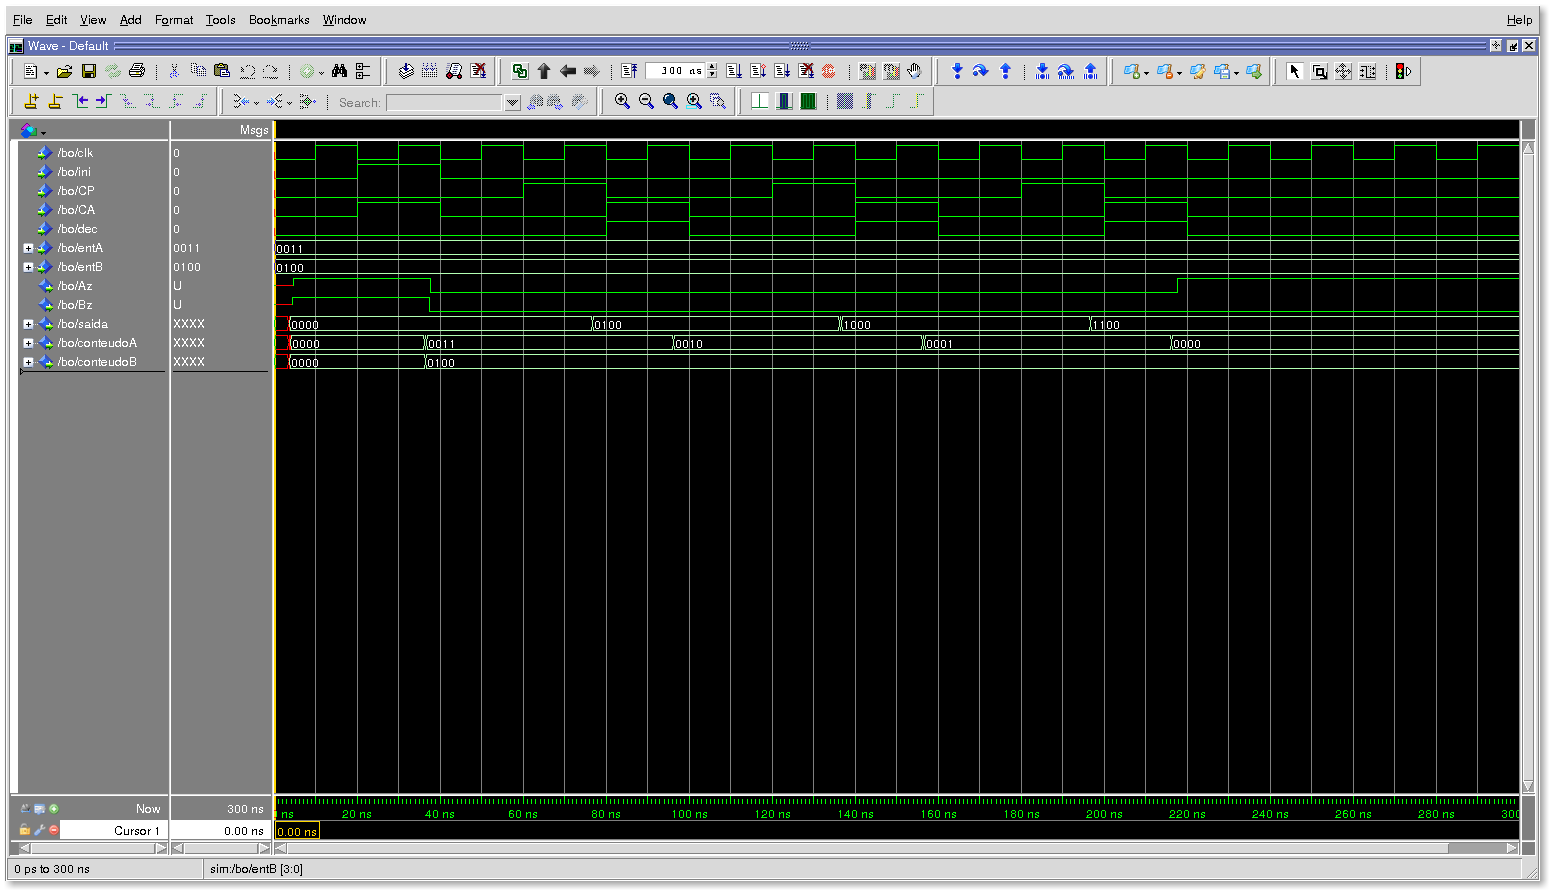 File Edit View Add Format Tools Bookmarks Window Help
Wave - Default
300 ns
Search:
Msgs
/bo/clk 0
/bo/ini 0
/bo/CP 0
/bo/CA 0
/bo/dec 0
/bo/entA 0011 0011
/bo/entB 0100 0100
/bo/Az U
/bo/Bz U
/bo/saida XXXX 0000 0100 1000 1100
/bo/conteudoA XXXX 0000 0011 0010 0001 0000
/bo/conteudoB XXXX 0000 0100
Now 300 ns ns 20 ns 40 ns 60 ns 80 ns 100 ns 120 ns 140 ns 160 ns 180 ns 200 ns 220 ns 240 ns 260 ns 280 ns 300
Cursor 1 0.00 ns 0.00 ns
0 ps to 300 ns sim:/bo/entB [3:0]